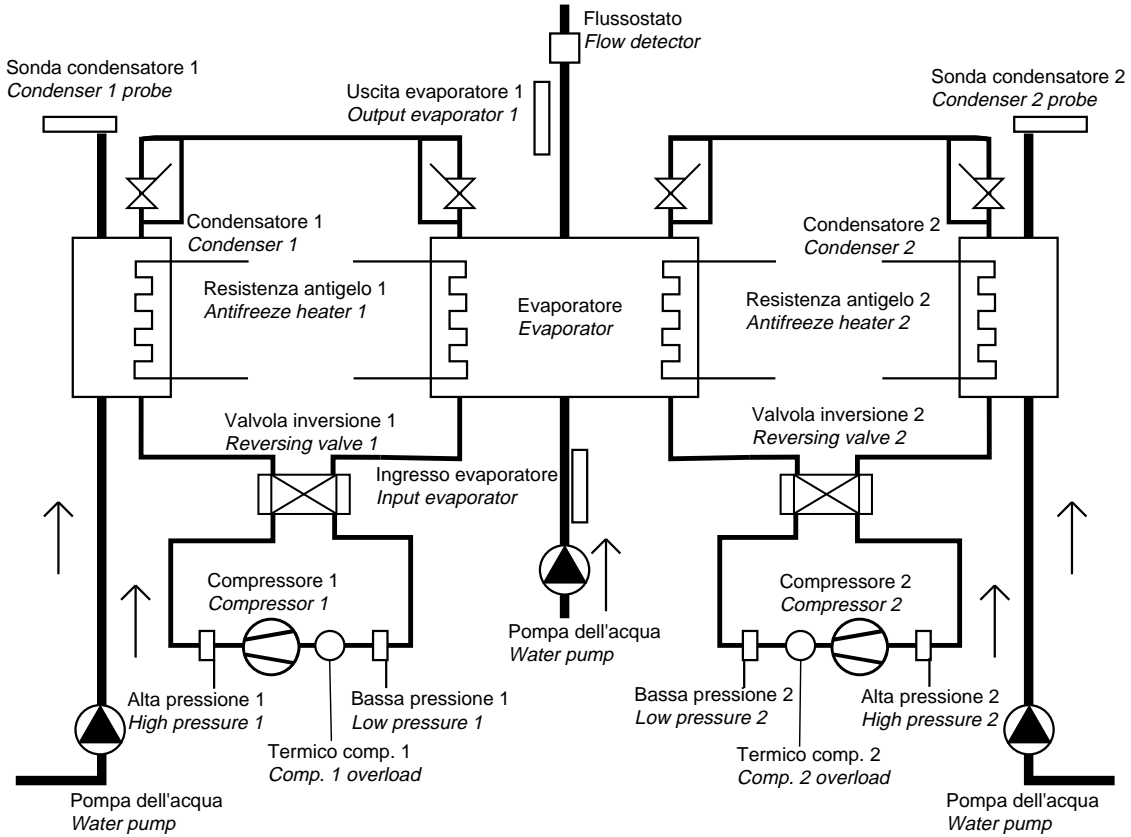 Flussostato
Flow detector
Sonda condensatore 1
Condenser 1 probe
Uscita evaporatore 1
Output evaporator 1
Sonda condensatore 2
Condenser 2 probe
Condensatore 1
Condenser 1
Condensatore 2
Condenser 2
Resistenza antigelo 1
Antifreeze heater 1
Evaporatore
Evaporator
Resistenza antigelo 2
Antifreeze heater 2
Valvola inversione 1
Reversing valve 1
Valvola inversione 2
Reversing valve 2
Ingresso evaporatore
Input evaporator
Compressore 1
Compressor 1
Compressore 2
Compressor 2
Pompa dell'acqua
Water pump
Alta pressione 1
High pressure 1
Bassa pressione 1
Low pressure 1
Bassa pressione 2
Low pressure 2
Alta pressione 2
High pressure 2
Termico comp. 1
Comp. 1 overload
Termico comp. 2
Comp. 2 overload
Pompa dell'acqua
Water pump
Pompa dell'acqua
Water pump